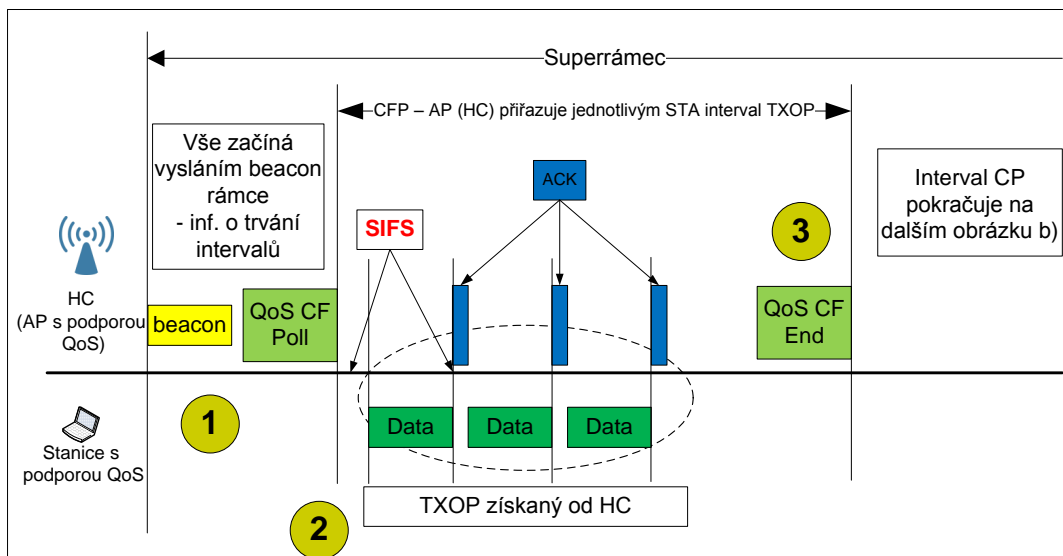 Superrámec
CFP – AP (HC) přiřazuje jednotlivým STA interval TXOP
Vše začíná
vysláním beacon
rámce
- inf. o trvání
intervalů
ACK
SIFS
3
Interval CP
pokračuje na
dalším obrázku b)
HC
(AP s podporou
QoS)
beacon
QoS CF
Poll
QoS CF
End
1
Data
Data
Data
Stanice s
podporou QoS
2
TXOP získaný od HC